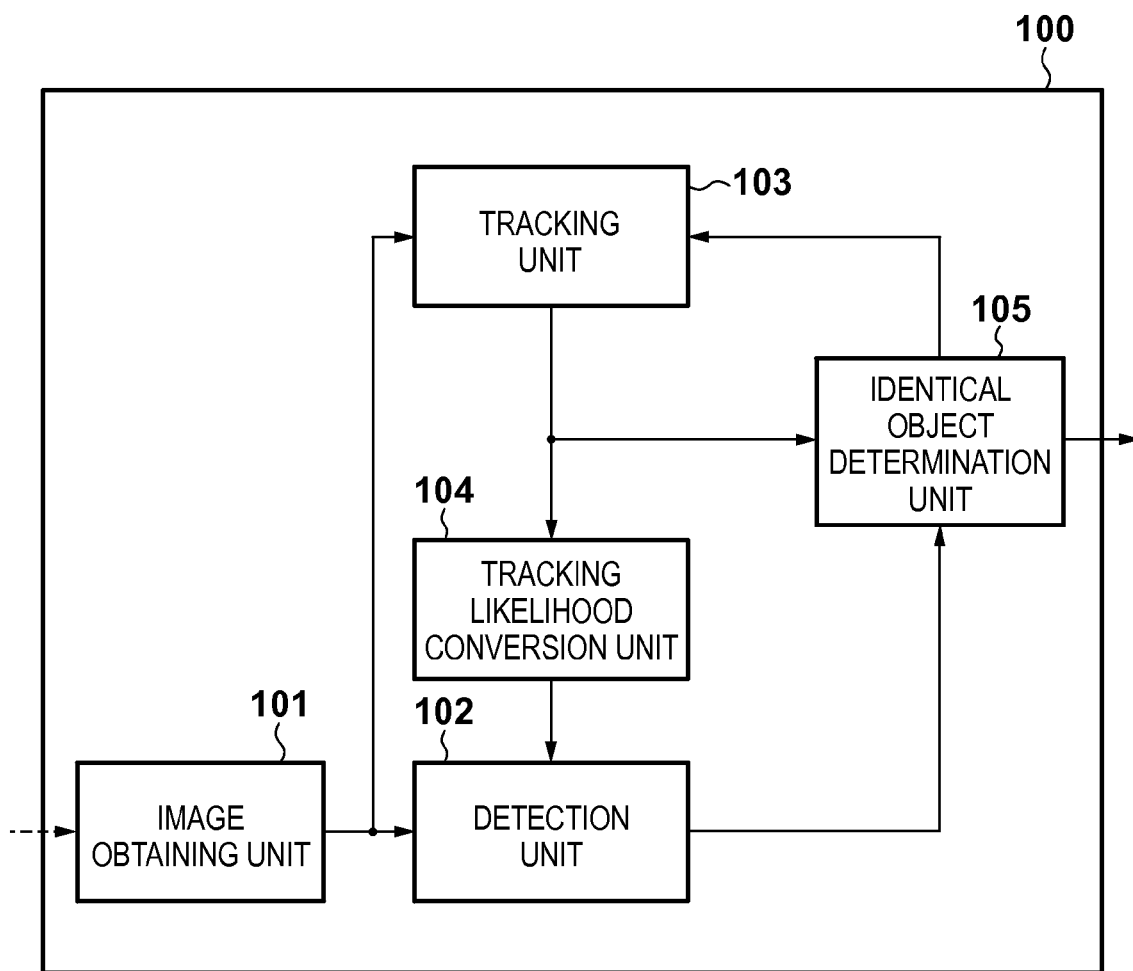 100
103
TRACKING
UNIT
105
IDENTICAL
OBJECT
DETERMINATION
UNIT
104
TRACKING
LIKELIHOOD
CONVERSION UNIT
101
IMAGE
OBTAINING UNIT
102
DETECTION
UNIT